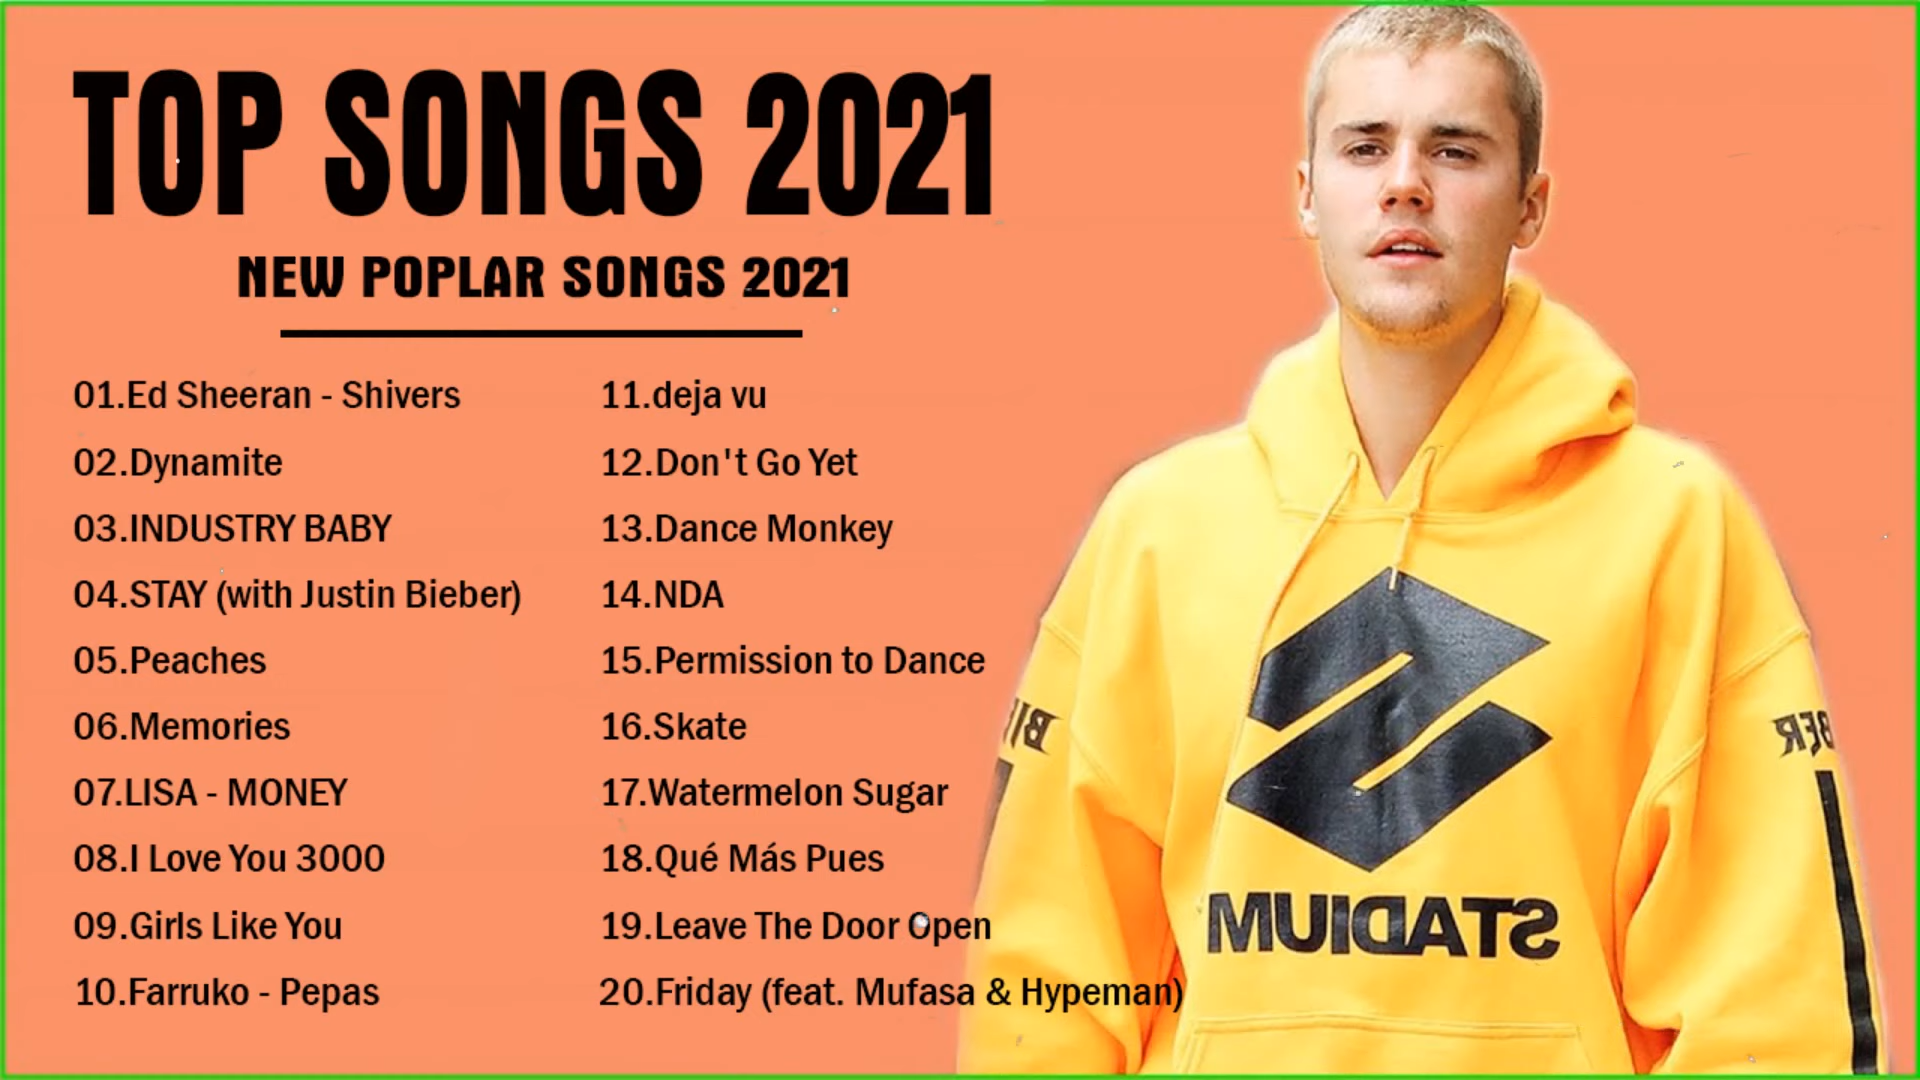 TOP SONGS 2021
NEW POPLAR SONGS 2021
01.Ed Sheeran - Shivers
02.Dynamite
03.INDUSTRY BABY
04.STAY (with Justin Bieber)
05.Peaches
06.Memories
07.LISA - MONEY
08.I Love You 3000
09.Girls Like You
10.Farruko - Pepas
11.deja vu
12.Don't Go Yet
13.Dance Monkey
14.NDA
15.Permission to Dance
16.Skate
17.Watermelon Sugar
18.Qué Más Pues
19.Leave The Door Open
20.Friday (feat. Mufasa & Hypeman)
STADIUM